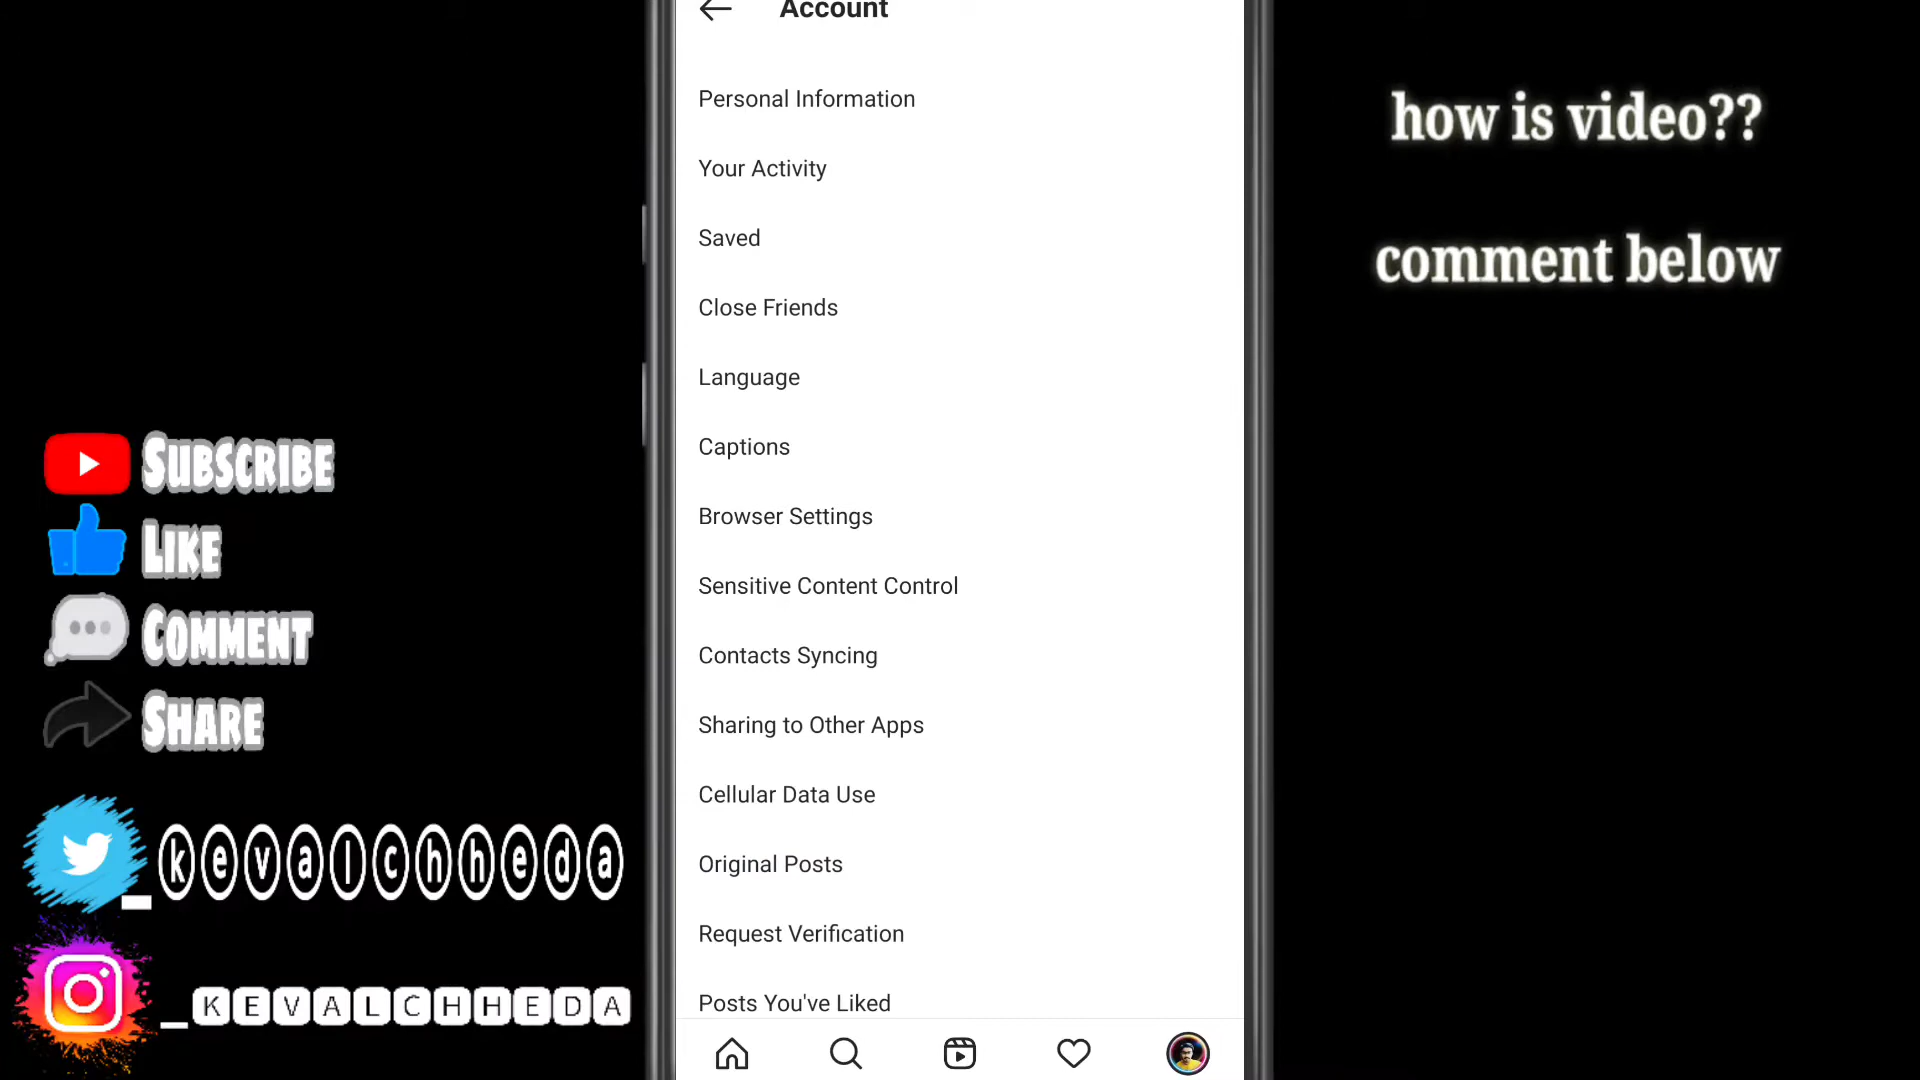 Account
Personal Information
Your Activity
Saved
Close Friends
Language
Captions
Browser Settings
Sensitive Content Control
Contacts Syncing
Sharing to Other Apps
Cellular Data Use
Original Posts
Request Verification
Posts You've Liked
how is video??
comment below
SUBSCRIBE
LIKE
COMMENT
SHARE
_kevalchheda
_KEVALCHHEDA